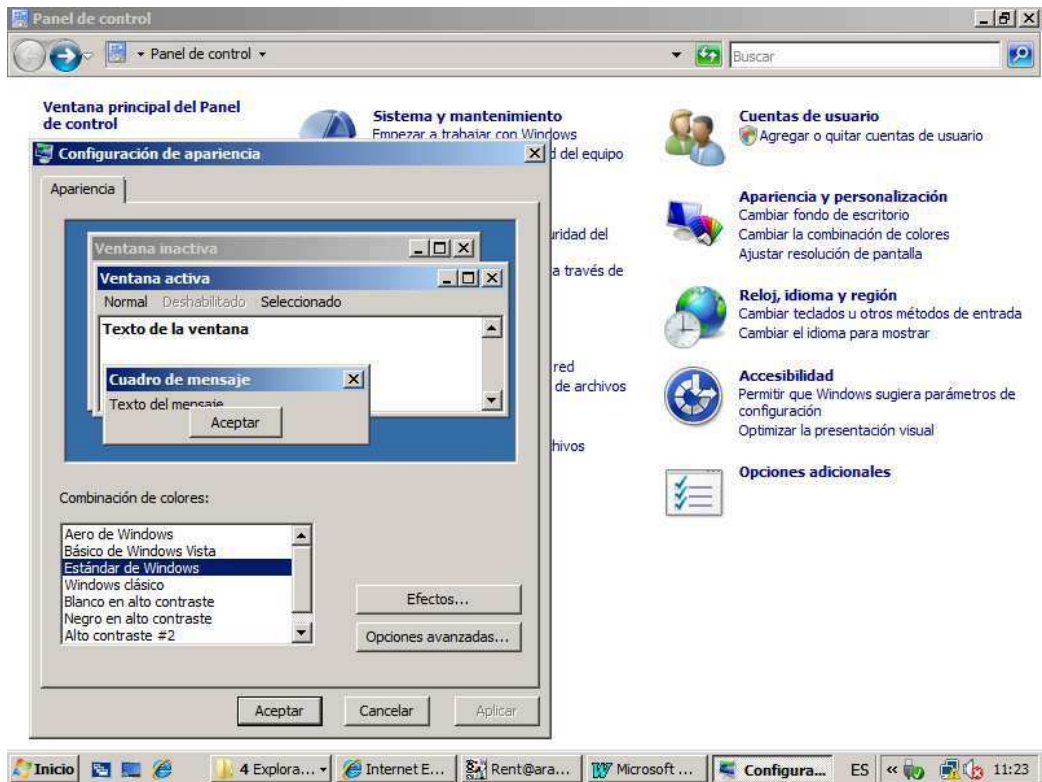 Panel de control
Panel de control
Buscar
Ventana principal del Panel
de control
Sistema y mantenimiento
Empezar a trabajar con Windows
d del equipo
uridad del
a través de
red
de archivos
hivos
Cuentas de usuario
Agregar o quitar cuentas de usuario
Apariencia y personalización
Cambiar fondo de escritorio
Cambiar la combinación de colores
Ajustar resolución de pantalla
Reloj, idioma y región
Cambiar teclados u otros métodos de entrada
Cambiar el idioma para mostrar
Accesibilidad
Permitir que Windows sugiera parámetros de
configuración
Optimizar la presentación visual
Opciones adicionales
Configuración de apariencia
Apariencia
Ventana inactiva
Ventana activa
Normal Deshabilitado Seleccionado
Texto de la ventana
Cuadro de mensaje
Texto del mensaje
Aceptar
Combinación de colores:
Aero de Windows
Básico de Windows Vista
Estándar de Windows
Windows clásico
Blanco en alto contraste
Negro en alto contraste
Alto contraste #2
Efectos...
Opciones avanzadas...
Aceptar Cancelar Aplicar
Inicio 4 Explora... Internet E... Rent@ara... Microsoft ... Configura... ES « 11:23